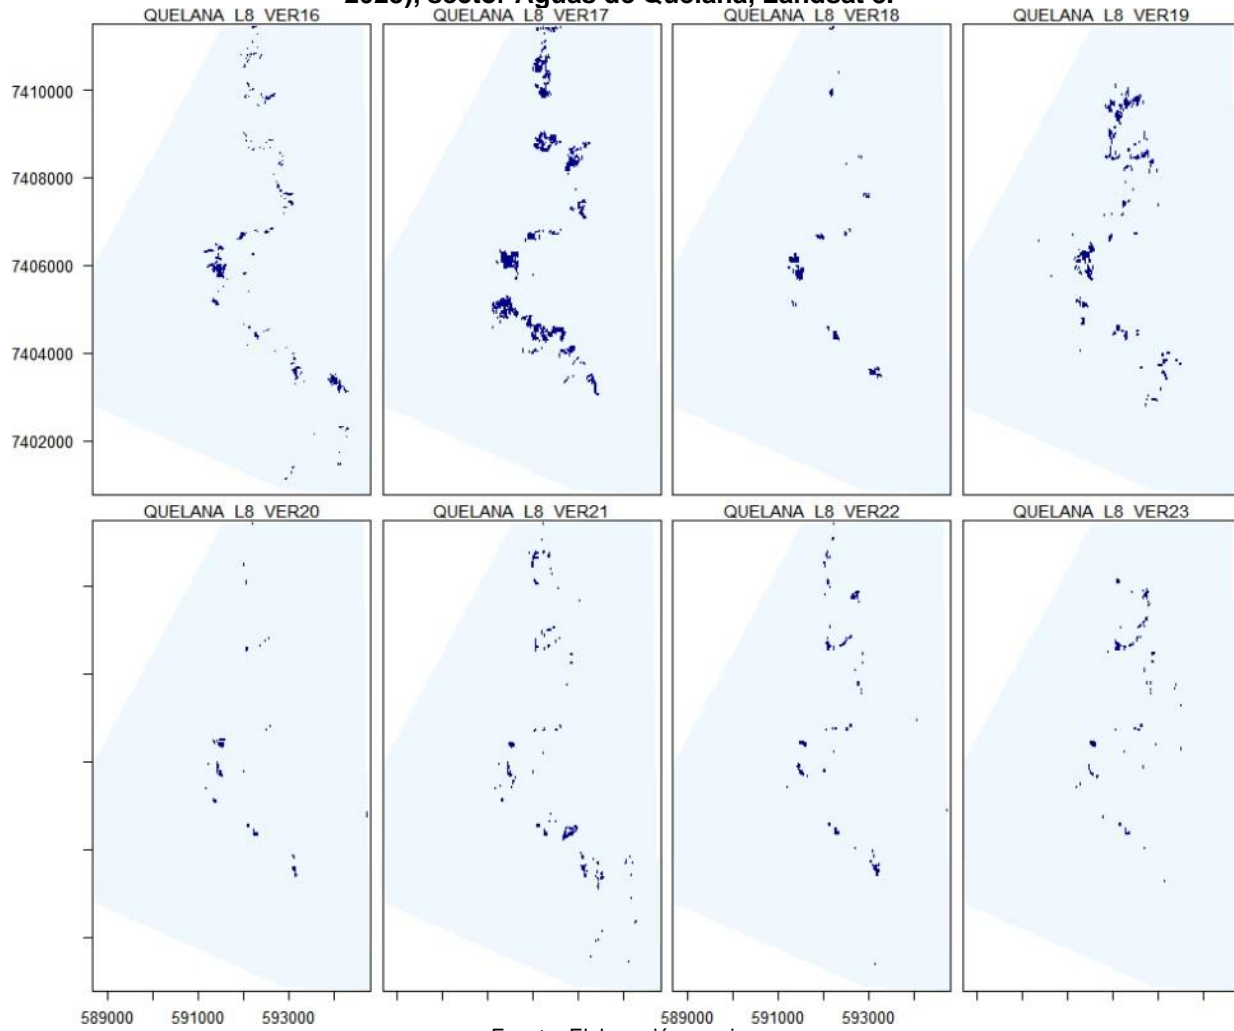 2023), sector Aguas de Quelana, Landsat 8.
QUELANA L8 VER16
QUELANA L8 VER17
QUELANA L8 VER18
QUELANA L8 VER19
7410000
7408000
7406000
7404000
7402000
QUELANA L8 VER20
QUELANA L8 VER21
QUELANA L8 VER22
QUELANA L8 VER23
589000 591000 593000
589000 591000 593000